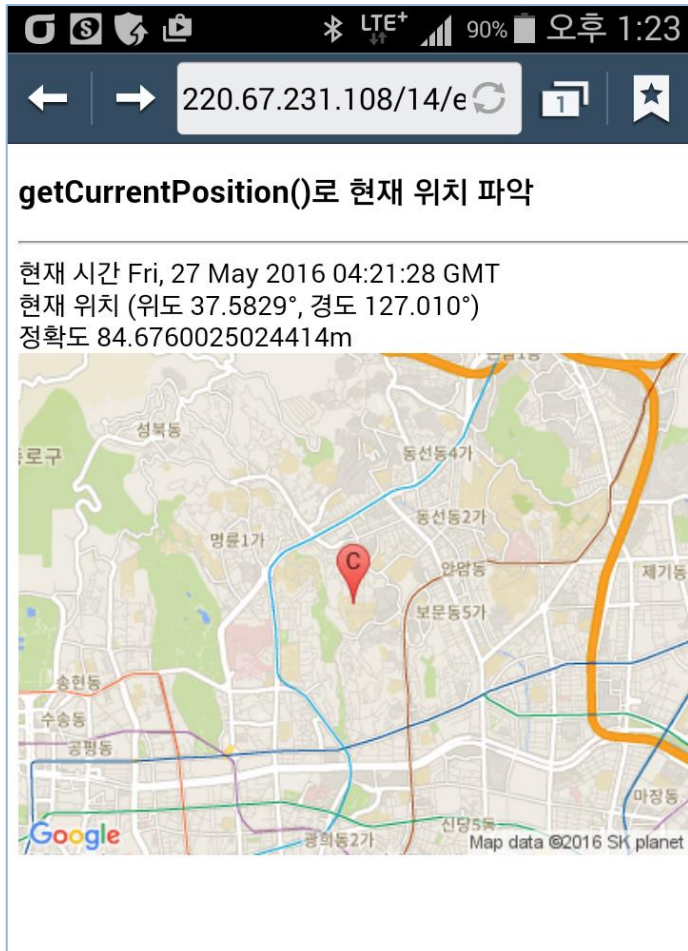 LTE+ 90% 오후 1:23
220.67.231.108/14/e 1
getCurrentPosition()로 현재 위치 파악
현재 시간 Fri, 27 May 2016 04:21:28 GMT
현재 위치 (위도 37.5829°, 경도 127.010°)
정확도 84.6760025024414m
성북동
로구
동선동4가
동선동2가
명륜1가
C
안암동
제기동
보문동5가
송현동
수송동
공평동
마장동
신당5동
Google
광희동2가
Map data ©2016 SK planet